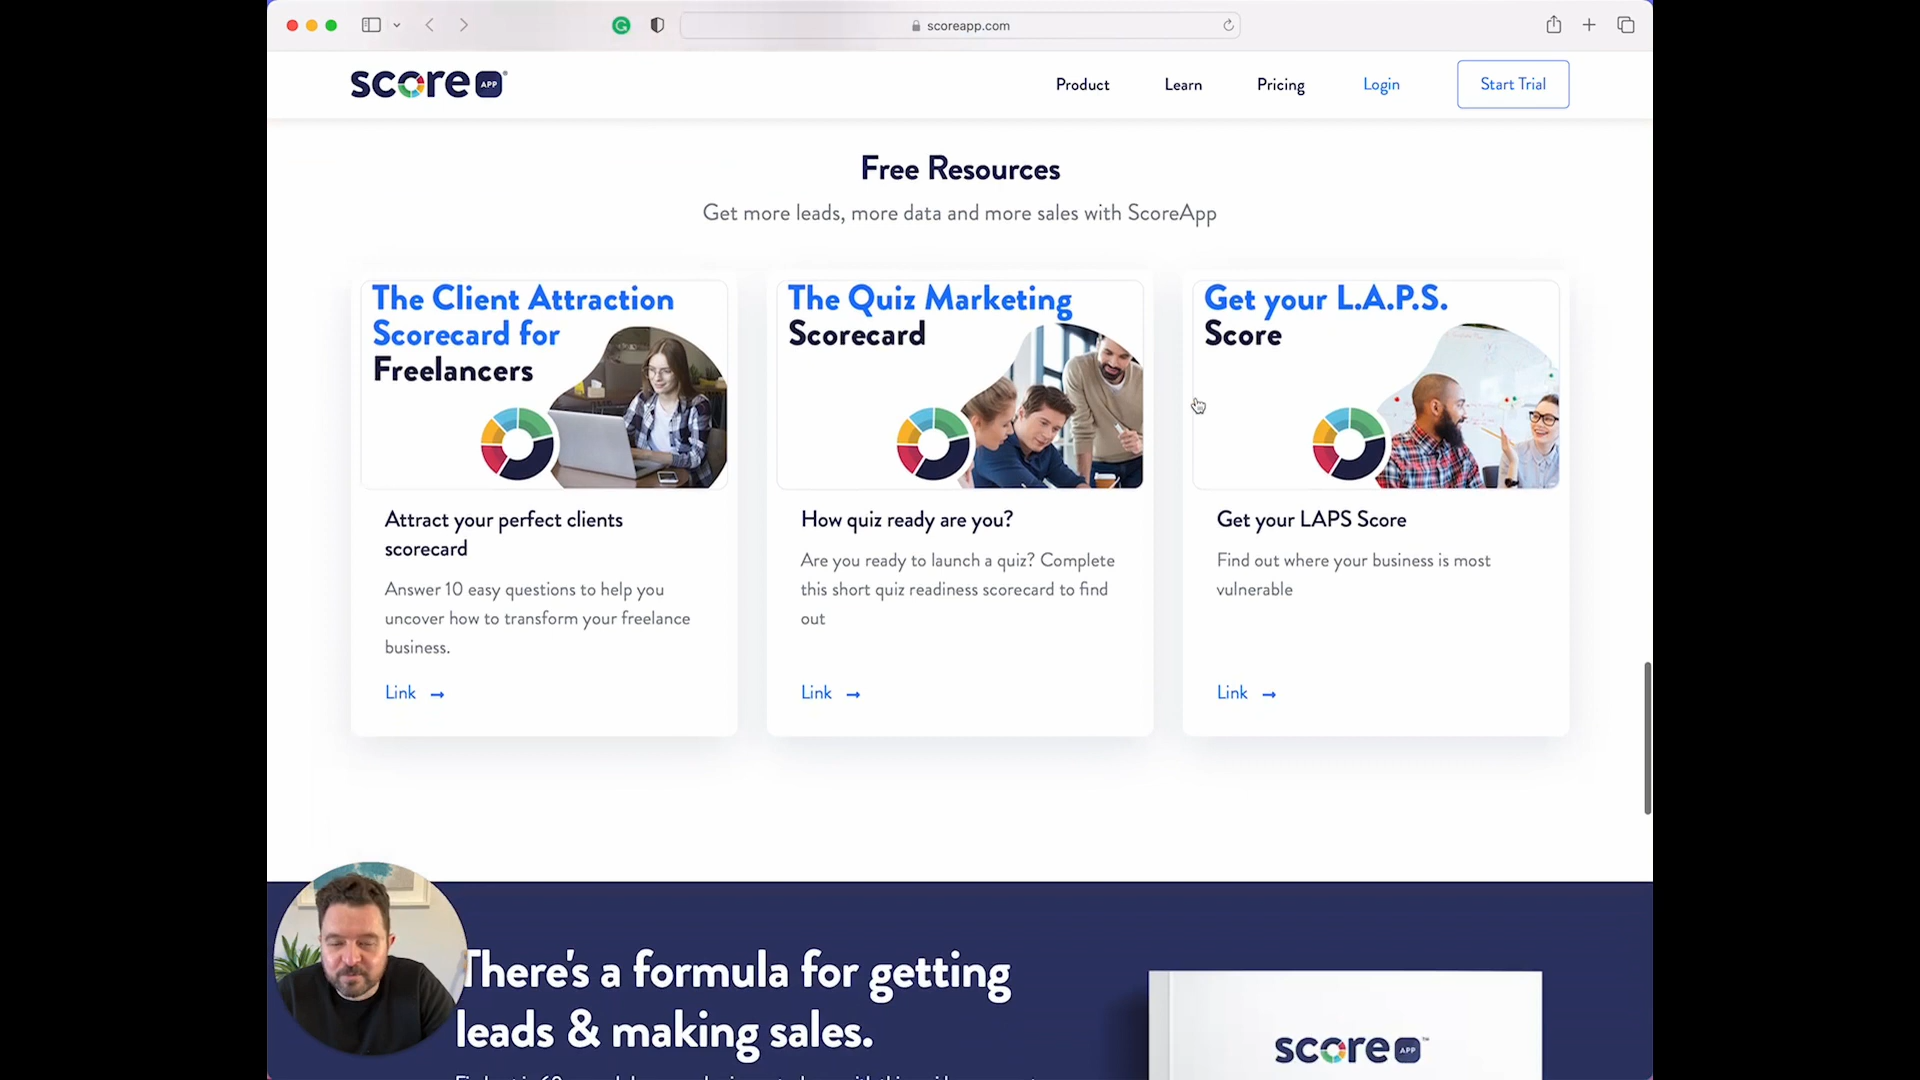 scoreapp.com
score APP
Product
Learn
Pricing
Login
Start Trial
Free Resources
Get more leads, more data and more sales with ScoreApp
The Client Attraction
Scorecard for
Freelancers
Attract your perfect clients
scorecard
Answer 10 easy questions to help you
uncover how to transform your freelance
business.
Link →
The Quiz Marketing
Scorecard
How quiz ready are you?
Are you ready to launch a quiz? Complete
this short quiz readiness scorecard to find
out
Link →
Get your L.A.P.S.
Score
Get your LAPS Score
Find out where your business is most
vulnerable
Link →
There's a formula for getting
leads & making sales.
score APP™